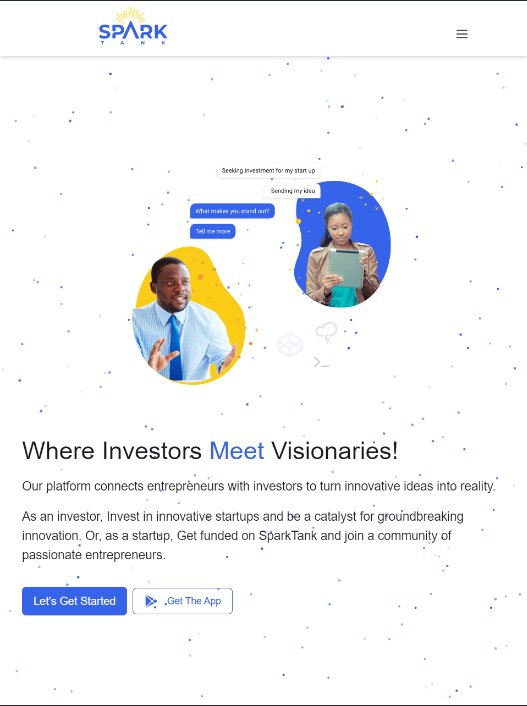 SPARK
TANK
Seeking investment for my start up
Sending my idea
What makes you stand out?
Tell me more
Where Investors Meet Visionaries!
Our platform connects entrepreneurs with investors to turn innovative ideas into reality.
As an investor, Invest in innovative startups and be a catalyst for groundbreaking
innovation. Or, as a startup, Get funded on SparkTank and join a community of
passionate entrepreneurs.
Let's Get Started
Get The App